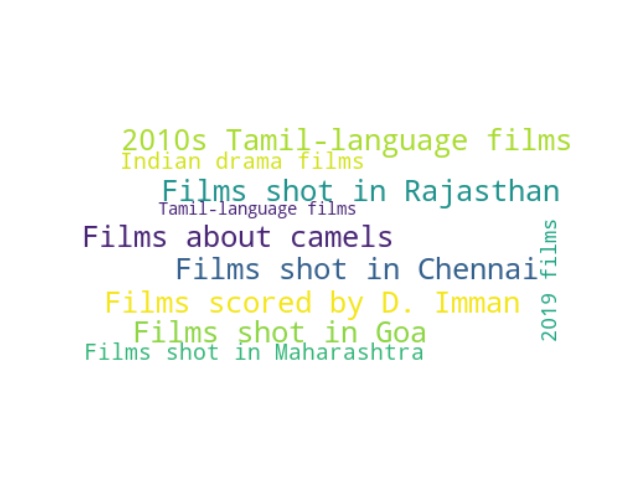 2010s Tamil-language films
Indian drama films
Films shot in Rajasthan
Tamil-language films
Films about camels
Films shot in Chennai
2019 films
Films scored by D. Imman
Films shot in Goa
Films shot in Maharashtra